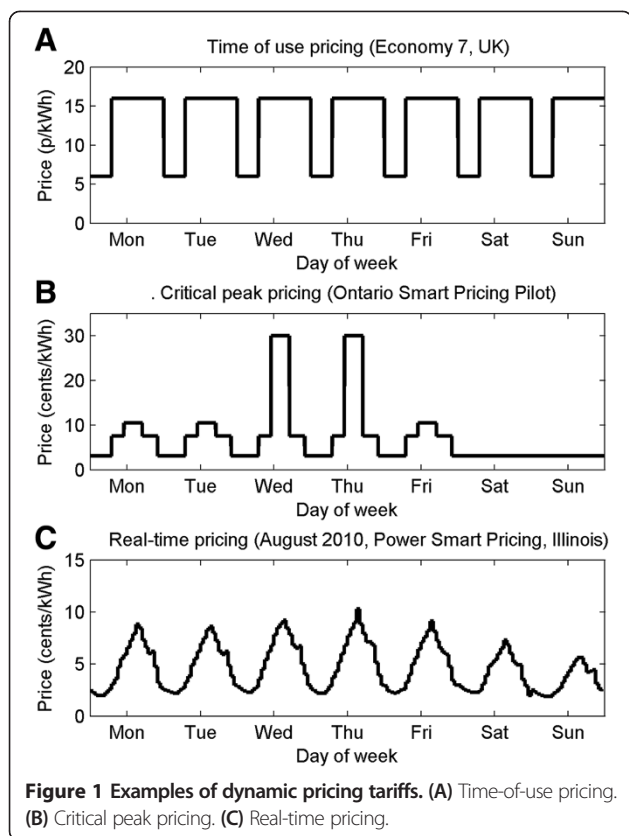 A
Time of use pricing (Economy 7, UK)
Price (p/kWh)
20
15
10
5
0
Mon Tue Wed Thu Fri Sat Sun
Day of week
B
. Critical peak pricing (Ontario Smart Pricing Pilot)
Price (cents/kWh)
30
20
10
0
Mon Tue Wed Thu Fri Sat Sun
Day of week
C
Real-time pricing (August 2010, Power Smart Pricing, Illinois)
Price (cents/kWh)
15
10
5
0
Mon Tue Wed Thu Fri Sat Sun
Day of week
Figure 1 Examples of dynamic pricing tariffs. (A) Time-of-use pricing.
(B) Critical peak pricing. (C) Real-time pricing.